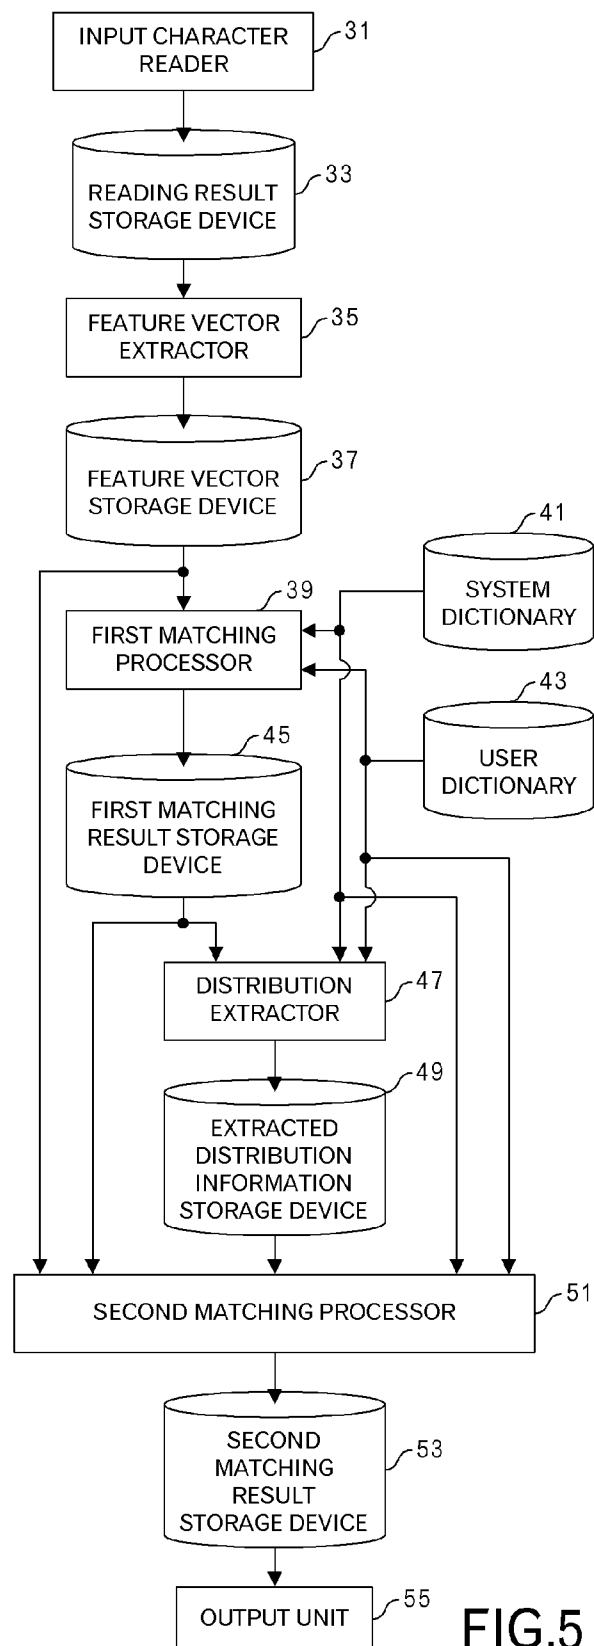 INPUT CHARACTER
READER
31
READING RESULT
STORAGE DEVICE
33
FEATURE VECTOR
EXTRACTOR
35
FEATURE VECTOR
STORAGE DEVICE
37
41
SYSTEM
DICTIONARY
39
FIRST MATCHING
PROCESSOR
43
USER
DICTIONARY
45
FIRST MATCHING
RESULT STORAGE
DEVICE
DISTRIBUTION
EXTRACTOR
47
49
EXTRACTED
DISTRIBUTION
INFORMATION
STORAGE DEVICE
SECOND MATCHING PROCESSOR
51
SECOND
MATCHING
RESULT
STORAGE DEVICE
53
OUTPUT UNIT
55
FIG.5